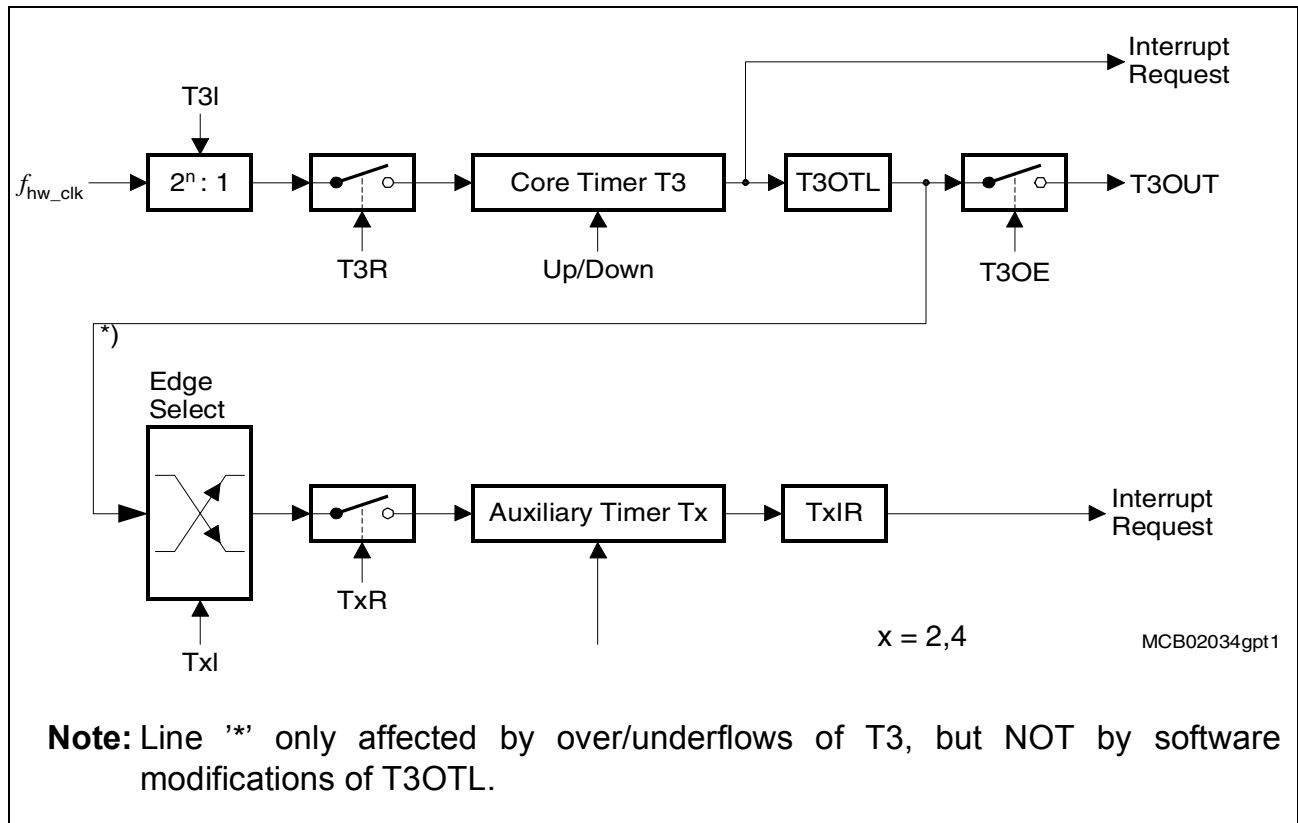 Interrupt
Request
T3I
f hw_clk
2ⁿ : 1
Core Timer T3
T3OTL
T3OUT
T3R
Up/Down
T3OE
*)
Edge
Select
Auxiliary Timer Tx
TxIR
Interrupt
Request
TxR
TxI
x = 2,4
MCB02034gpt1
Note: Line '*' only affected by over/underflows of T3, but NOT by software
modifications of T3OTL.